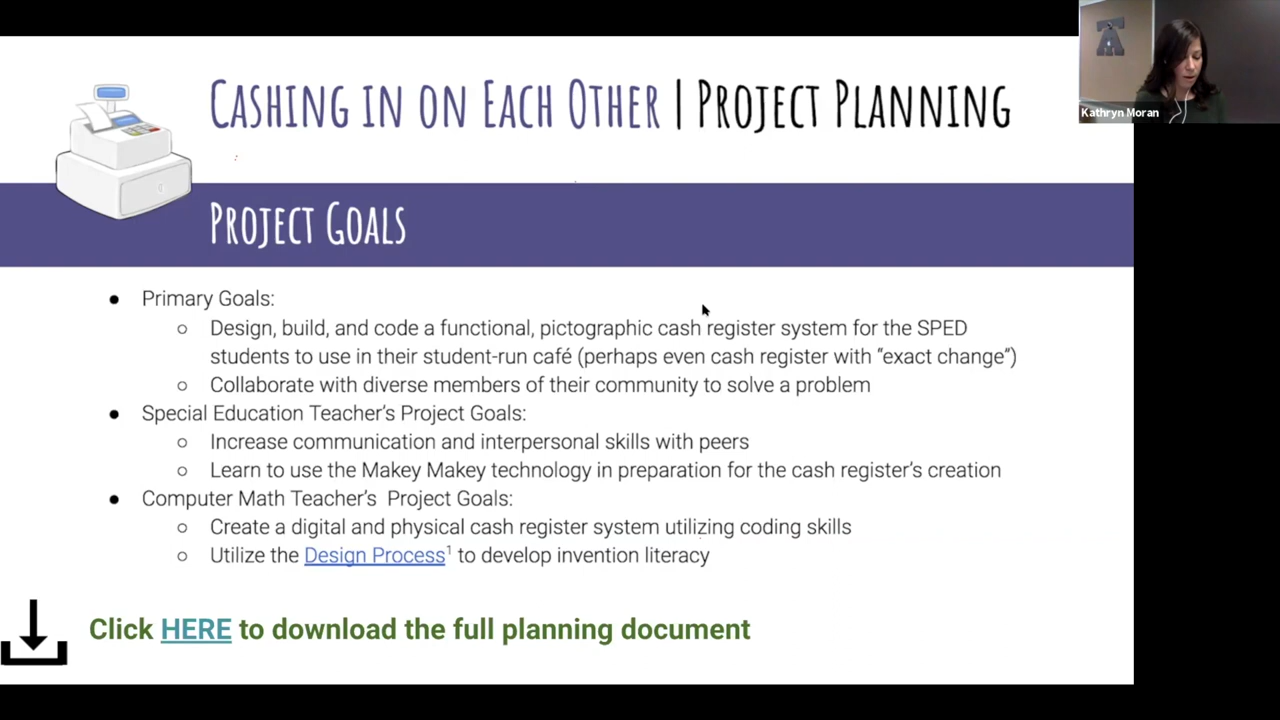 Cashing in on Each Other | Project Planning
Kathryn Moran
Project Goals
● Primary Goals:
○ Design, build, and code a functional, pictographic cash register system for the SPED
students to use in their student-run café (perhaps even cash register with "exact change")
○ Collaborate with diverse members of their community to solve a problem
● Special Education Teacher's Project Goals:
○ Increase communication and interpersonal skills with peers
○ Learn to use the Makey Makey technology in preparation for the cash register's creation
● Computer Math Teacher's  Project Goals:
○ Create a digital and physical cash register system utilizing coding skills
○ Utilize the Design Process¹ to develop invention literacy
Click HERE to download the full planning document